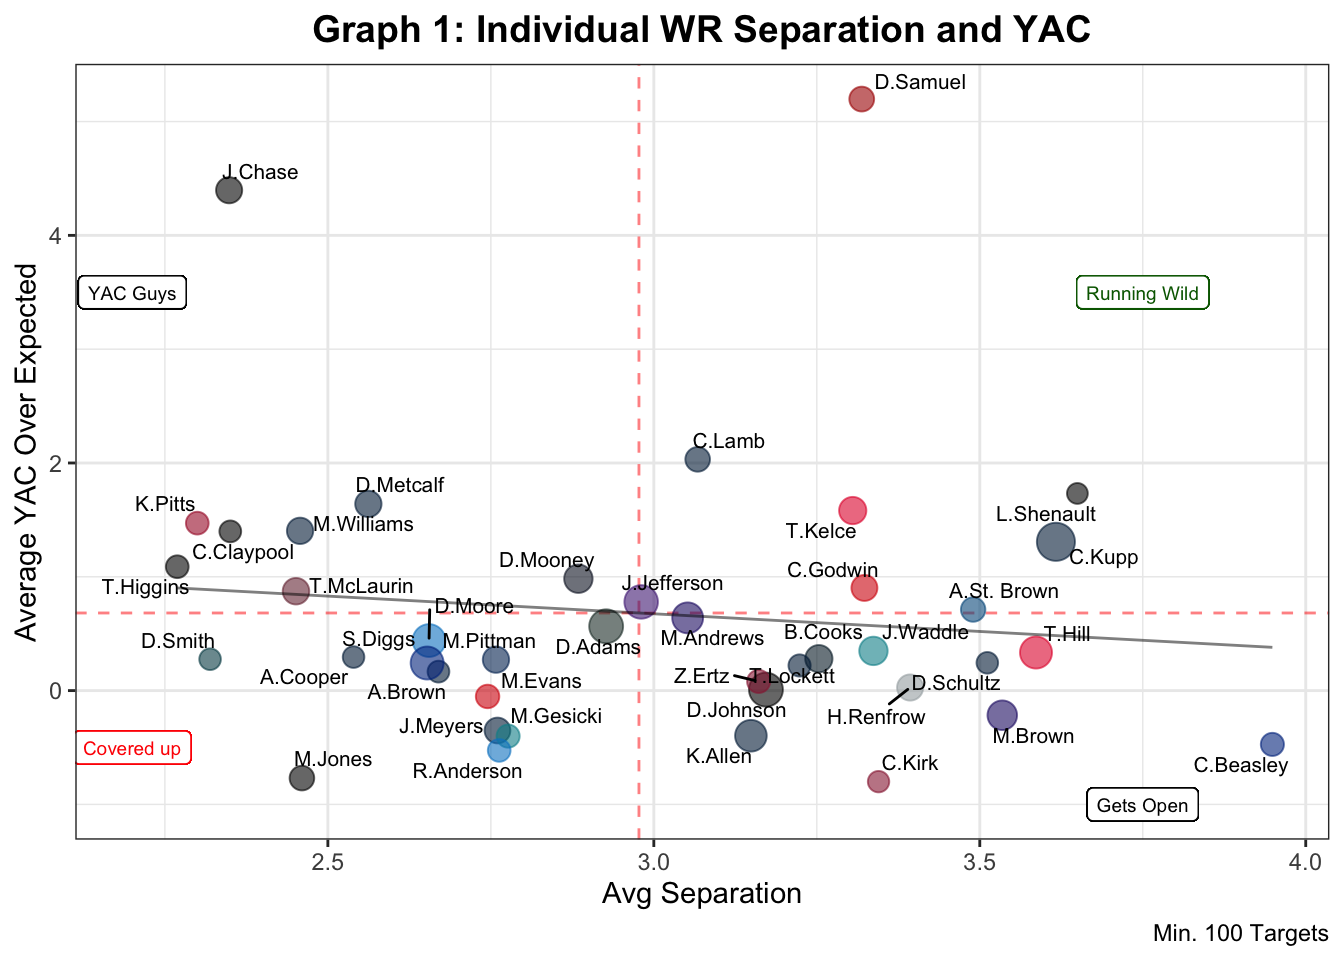 Graph 1: Individual WR Separation and YAC
D.Samuel
J.Chase
4
YAC Guys
Running Wild
Average YAC Over Expected
C.Lamb
2
D.Metcalf
K.Pitts
M.Williams
L.Shenault
T.Kelce
C.Claypool
C.Kupp
D.Mooney
C.Godwin
T.Higgins
T.McLaurin
J.Jefferson
A.St. Brown
D.Moore
D.Smith
S.Diggs
M.Pittman
D.Adams
M.Andrews
B.Cooks
J.Waddle
T.Hill
A.Cooper
A.Brown
M.Evans
Z.Ertz
T.Lockett
D.Schultz
0
J.Meyers
M.Gesicki
D.Johnson
H.Renfrow
M.Brown
Covered up
M.Jones
R.Anderson
K.Allen
C.Kirk
C.Beasley
Gets Open
2.5
3.0
3.5
4.0
Avg Separation
Min. 100 Targets